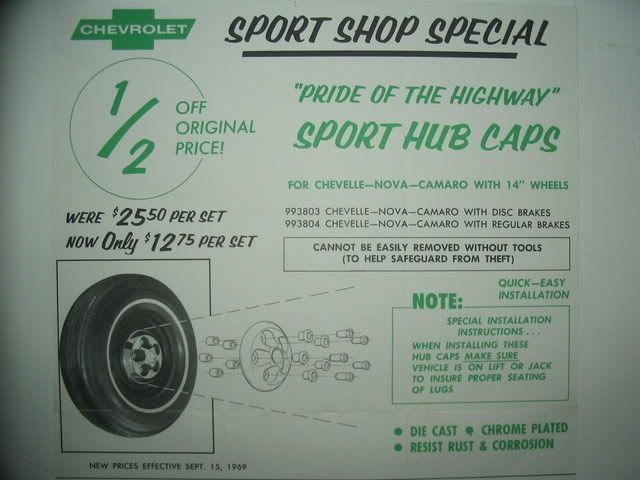 CHEVROLET
SPORT SHOP SPECIAL
1/2
OFF
ORIGINAL
PRICE!
"PRIDE OF THE HIGHWAY"
SPORT HUB CAPS
FOR CHEVELLE—NOVA—CAMARO WITH 14" WHEELS
WERE $25 50 PER SET
NOW Only $12 75 PER SET
993803 CHEVELLE—NOVA—CAMARO WITH DISC BRAKES
993804 CHEVELLE—NOVA—CAMARO WITH REGULAR BRAKES
CANNOT BE EASILY REMOVED WITHOUT TOOLS
(TO HELP SAFEGUARD FROM THEFT)
QUICK—EASY
INSTALLATION
NOTE:
SPECIAL INSTALLATION
INSTRUCTIONS . . .
WHEN INSTALLING THESE
HUB CAPS MAKE SURE
VEHICLE IS ON LIFT OR JACK
TO INSURE PROPER SEATING
OF LUGS
• DIE CAST • CHROME PLATED
• RESIST RUST & CORROSION
NEW PRICES EFFECTIVE SEPT. 15, 1969